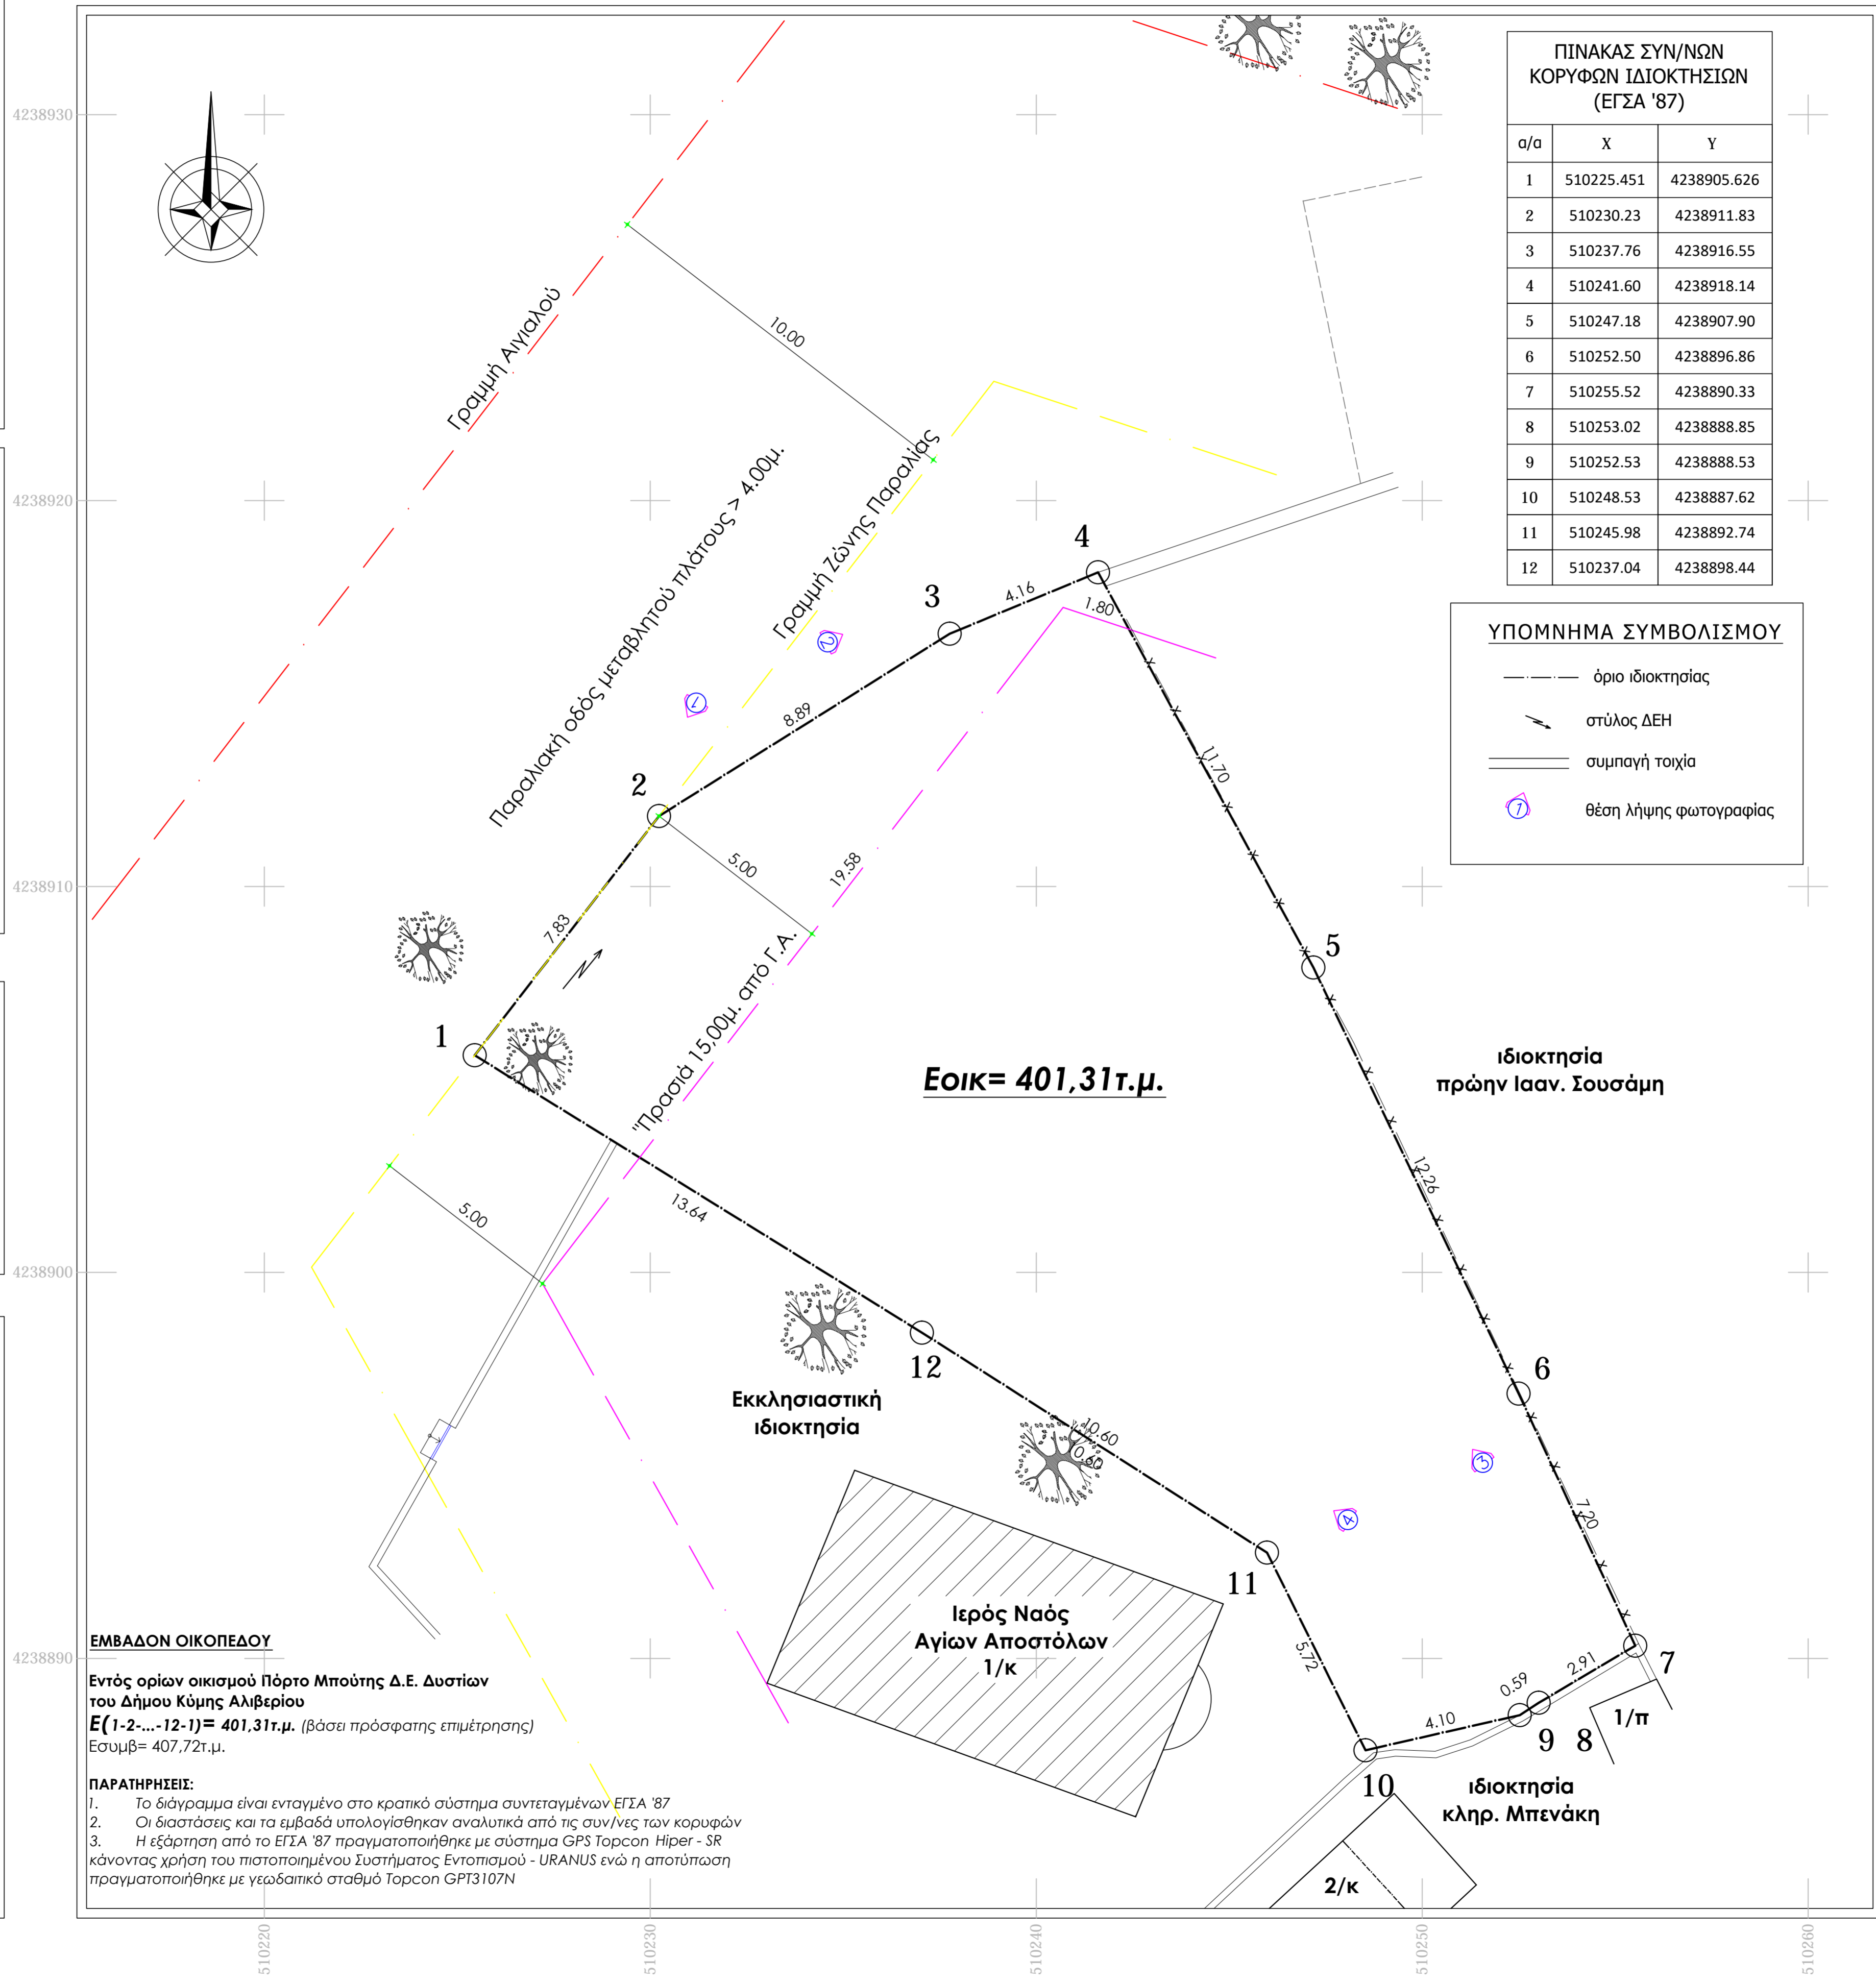 ΠΙΝΑΚΑΣ ΣΥΝ/ΝΩΝ
ΚΟΡΥΦΩΝ ΙΔΙΟΚΤΗΣΙΩΝ
(ΕΓΣΑ '87)
α/α X Y
1 510225.451 4238905.626
2 510230.23 4238911.83
3 510237.76 4238916.55
4 510241.60 4238918.14
5 510247.18 4238907.90
6 510252.50 4238896.86
7 510255.52 4238890.33
8 510253.02 4238888.85
9 510252.53 4238888.53
10 510248.53 4238887.62
11 510245.98 4238892.74
12 510237.04 4238898.44
ΥΠΟΜΝΗΜΑ ΣΥΜΒΟΛΙΣΜΟΥ
όριο ιδιοκτησίας
στύλος ΔΕΗ
συμπαγή τοιχία
1 θέση λήψης φωτογραφίας
4238930
4238920
4238910
4238900
4238890
Γραμμή Αιγιαλού
10.00
Παραλιακή οδός μεταβλητού πλάτους > 4.00μ.
Γραμμή Ζώνης Παραλίας
4
3
4.16
1.80
2
1
8.89
11.70
2
5.00
19.58
7.83
5
1
"Πρασιά 15,00μ. από Γ.Α.
Εοικ= 401,31τ.μ.
ιδιοκτησία
πρώην Ιααν. Σουσάμη
12.26
13.64
5.00
12
6
Εκκλησιαστική
ιδιοκτησία
10.60
0.60
3
4
7.20
11
Ιερός Ναός
Αγίων Αποστόλων
1/κ
5.72
7
2.91
0.59
4.10
9
8
1/π
10
ιδιοκτησία
κληρ. Μπενάκη
2/κ
ΕΜΒΑΔΟΝ ΟΙΚΟΠΕΔΟΥ
Εντός ορίων οικισμού Πόρτο Μπούτης Δ.Ε. Δυστίων
του Δήμου Κύμης Αλιβερίου
Ε(1-2-...-12-1)= 401,31τ.μ. (βάσει πρόσφατης επιμέτρησης)
Εσυμβ= 407,72τ.μ.
ΠΑΡΑΤΗΡΗΣΕΙΣ:
1. Το διάγραμμα είναι ενταγμένο στο κρατικό σύστημα συντεταγμένων ΕΓΣΑ '87
2. Οι διαστάσεις και τα εμβαδά υπολογίσθηκαν αναλυτικά από τις συν/νες των κορυφών
3. Η εξάρτηση από το ΕΓΣΑ '87 πραγματοποιήθηκε με σύστημα GPS Topcon Hiper - SR
κάνοντας χρήση του πιστοποιημένου Συστήματος Εντοπισμού - URANUS ενώ η αποτύπωση
πραγματοποιήθηκε με γεωδαιτικό σταθμό Topcon GPT3107N
510220
510230
510240
510250
510260